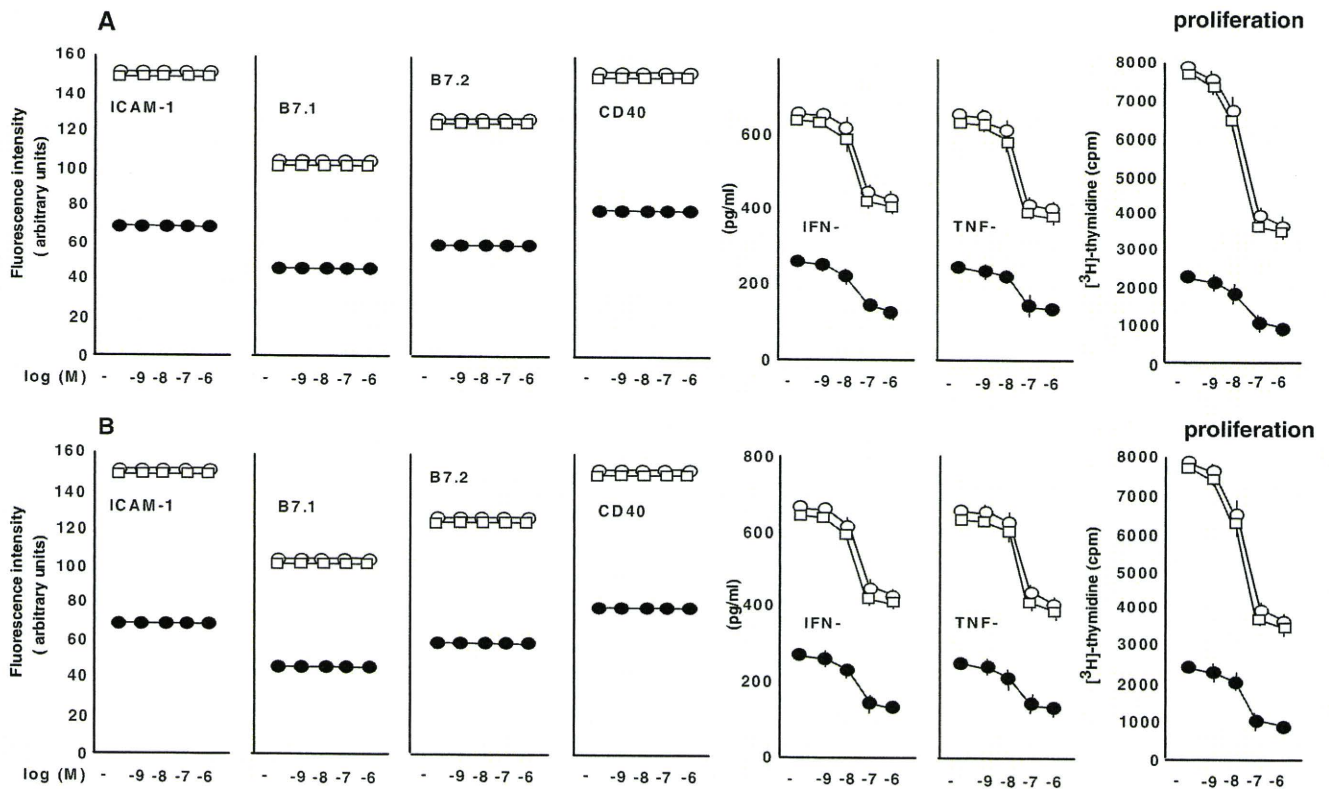 A
proliferation
Fluorescence intensity
( arbitrary units)
160
140
120
100
80
60
40
20
0
ICAM-1
B7.1
B7.2
CD40
(pg/ml)
600
400
200
0
IFN-
TNF-
[³H]-thymidine (cpm)
8000
7000
6000
5000
4000
3000
2000
1000
0
log (M) - -9 -8 -7 -6
- -9 -8 -7 -6
- -9 -8 -7 -6
- -9 -8 -7 -6
- -9 -8 -7 -6
- -9 -8 -7 -6
- -9 -8 -7 -6
B
proliferation
Fluorescence intensity
( arbitrary units)
160
140
120
100
80
60
40
20
0
ICAM-1
B7.1
B7.2
CD40
(pg/ml)
800
600
400
200
0
IFN-
TNF-
[³H]-thymidine (cpm)
8000
7000
6000
5000
4000
3000
2000
1000
0
log (M) - -9 -8 -7 -6
- -9 -8 -7 -6
- -9 -8 -7 -6
- -9 -8 -7 -6
- -9 -8 -7 -6
- -9 -8 -7 -6
- -9 -8 -7 -6